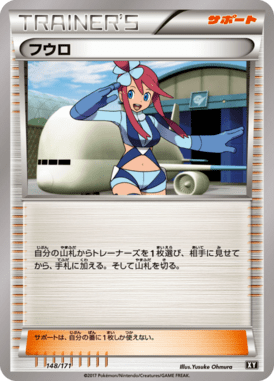 TRAINER'S
サポート
フウロ
自分の山札からトレーナーズを1枚選び、相手に見せて
から、手札に加える。そして山札を切る。
サポートは、自分の番に1枚しか使えない。
148/171
Illus.Yusuke Ohmura
XY
©2017 Pokémon/Nintendo/Creatures/GAME FREAK.